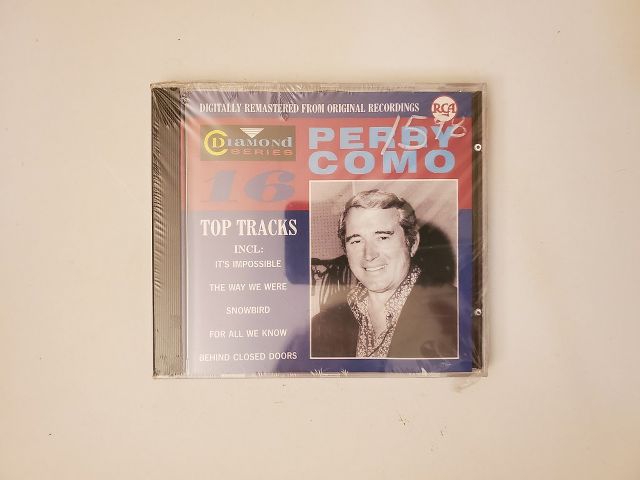 DIGITALLY REMASTERED FROM ORIGINAL RECORDINGS
RCA
CD DIAMOND
SERIES
PERRY
COMO
16
TOP TRACKS
INCL:
IT'S IMPOSSIBLE
THE WAY WE WERE
SNOWBIRD
FOR ALL WE KNOW
BEHIND CLOSED DOORS